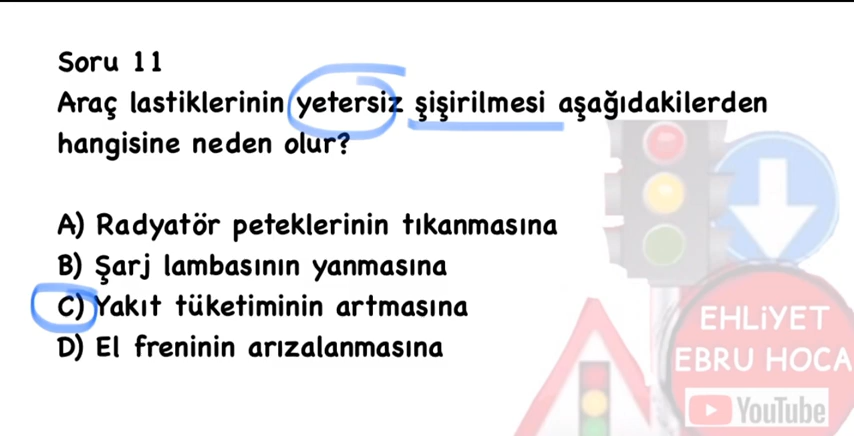 Soru 11
Araç lastiklerinin yetersiz şişirilmesi aşağıdakilerden
hangisine neden olur?
A) Radyatör peteklerinin tıkanmasına
B) Şarj lambasının yanmasına
C) Yakıt tüketiminin artmasına
D) El freninin arızalanmasına
EHLİYET
EBRU HOCA
YouTube